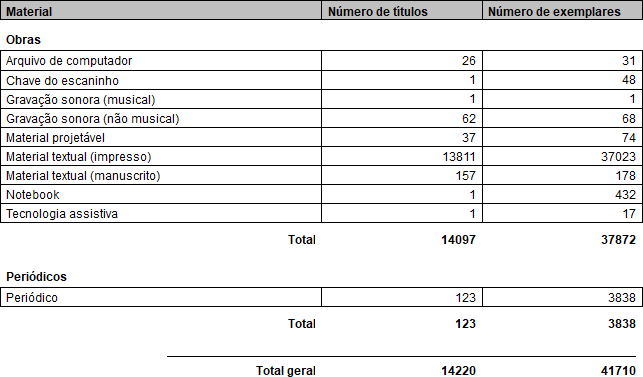 Material Número de títulos Número de exemplares
Obras
Arquivo de computador 26 31
Chave do escaninho 1 48
Gravação sonora (musical) 1 1
Gravação sonora (não musical) 62 68
Material projetável 37 74
Material textual (impresso) 13811 37023
Material textual (manuscrito) 157 178
Notebook 1 432
Tecnologia assistiva 1 17
Total 14097 37872
Periódicos
Periódico 123 3838
Total 123 3838
Total geral 14220 41710